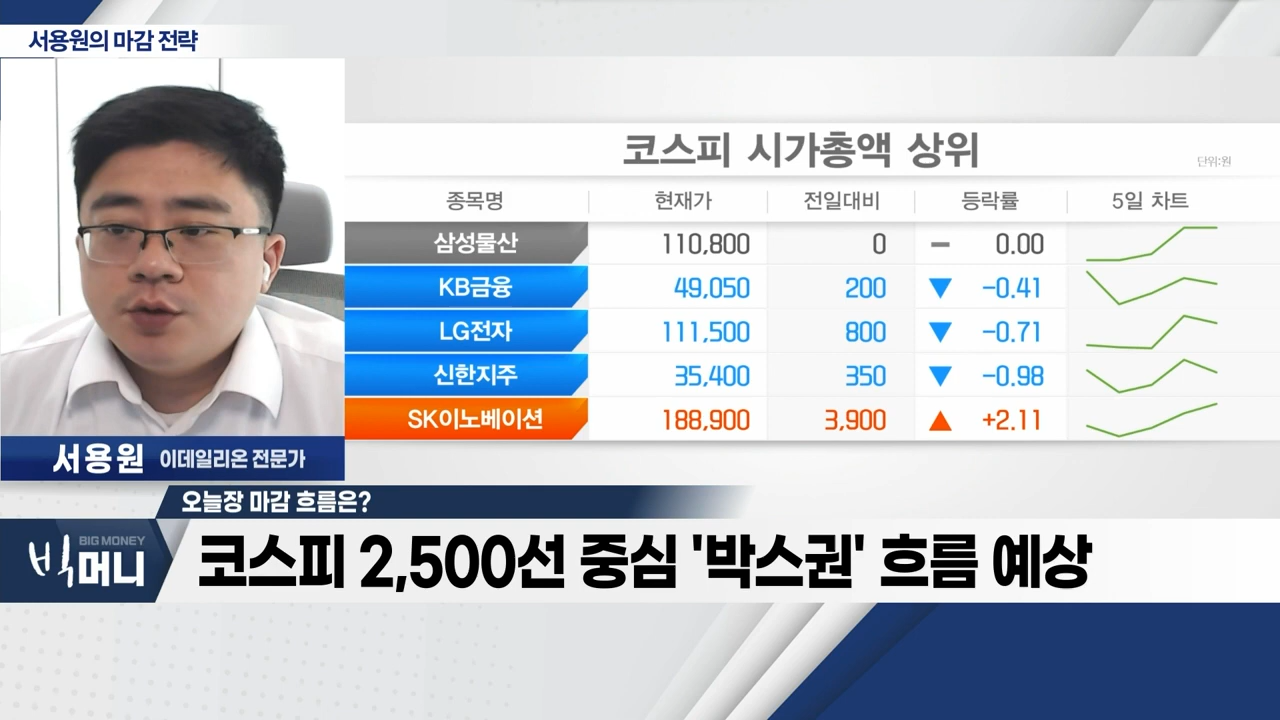 서용원의 마감 전략
코스피 시가총액 상위
단위:원
종목명 현재가 전일대비 등락률 5일 차트
삼성물산 110,800 0 – 0.00
KB금융 49,050 200 ▼ -0.41
LG전자 111,500 800 ▼ -0.71
신한지주 35,400 350 ▼ -0.98
SK이노베이션 188,900 3,900 ▲ +2.11
서용원 이데일리온 전문가
오늘장 마감 흐름은?
BIG MONEY
빅머니
코스피 2,500선 중심 '박스권' 흐름 예상